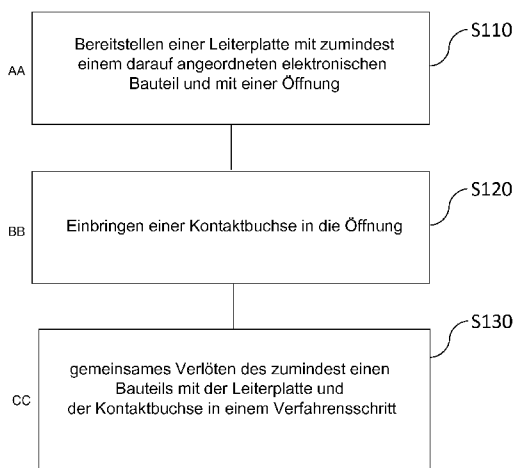 S110
AA
Bereitstellen einer Leiterplatte mit zumindest
einem darauf angeordneten elektronischen
Bauteil und mit einer Öffnung
S120
BB
Einbringen einer Kontaktbuchse in die Öffnung
S130
CC
gemeinsames Verlöten des zumindest einen
Bauteils mit der Leiterplatte und
der Kontaktbuchse in einem Verfahrensschritt